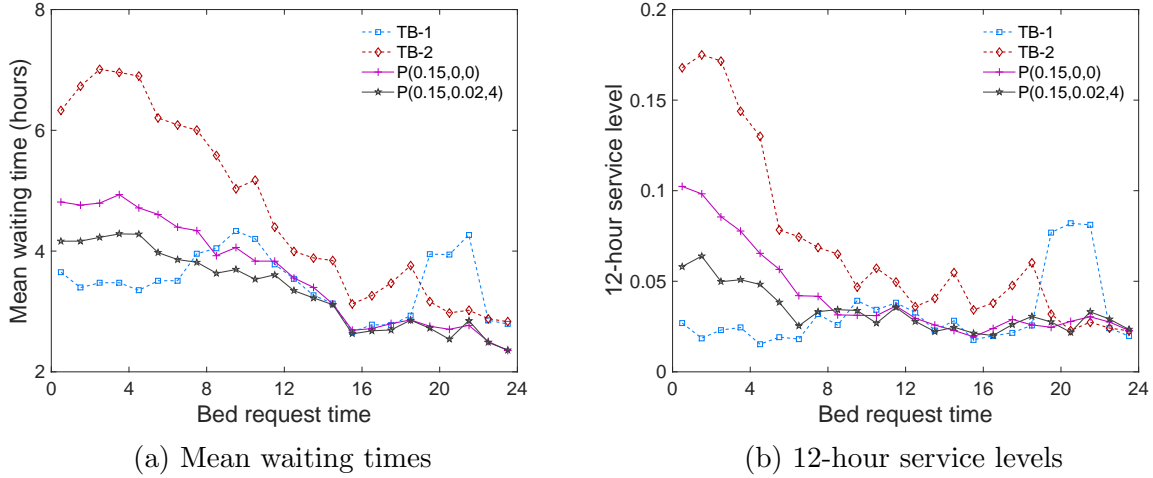 8
6
4
2
0 4 8 12 16 20 24
Mean waiting time (hours)
Bed request time
TB-1
TB-2
P(0.15,0,0)
P(0.15,0.02,4)
(a) Mean waiting times
0.2
0.15
0.1
0.05
0
0 4 8 12 16 20 24
12-hour service level
Bed request time
TB-1
TB-2
P(0.15,0,0)
P(0.15,0.02,4)
(b) 12-hour service levels